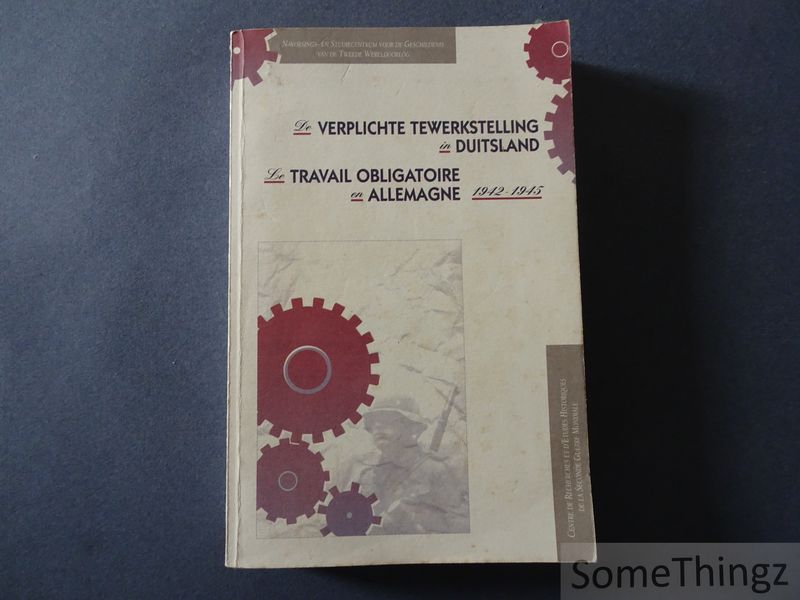 NAVORSINGS- EN STUDIECENTRUM VOOR DE GESCHIEDENIS
VAN DE TWEEDE WERELDOORLOG
De VERPLICHTE TEWERKSTELLING
in DUITSLAND
Le TRAVAIL OBLIGATOIRE
en ALLEMAGNE 1942-1945
CENTRE DE RECHERCHES ET D'ETUDES HISTORIQUES
DE LA SECONDE GUERRE MONDIALE
SomeThingz